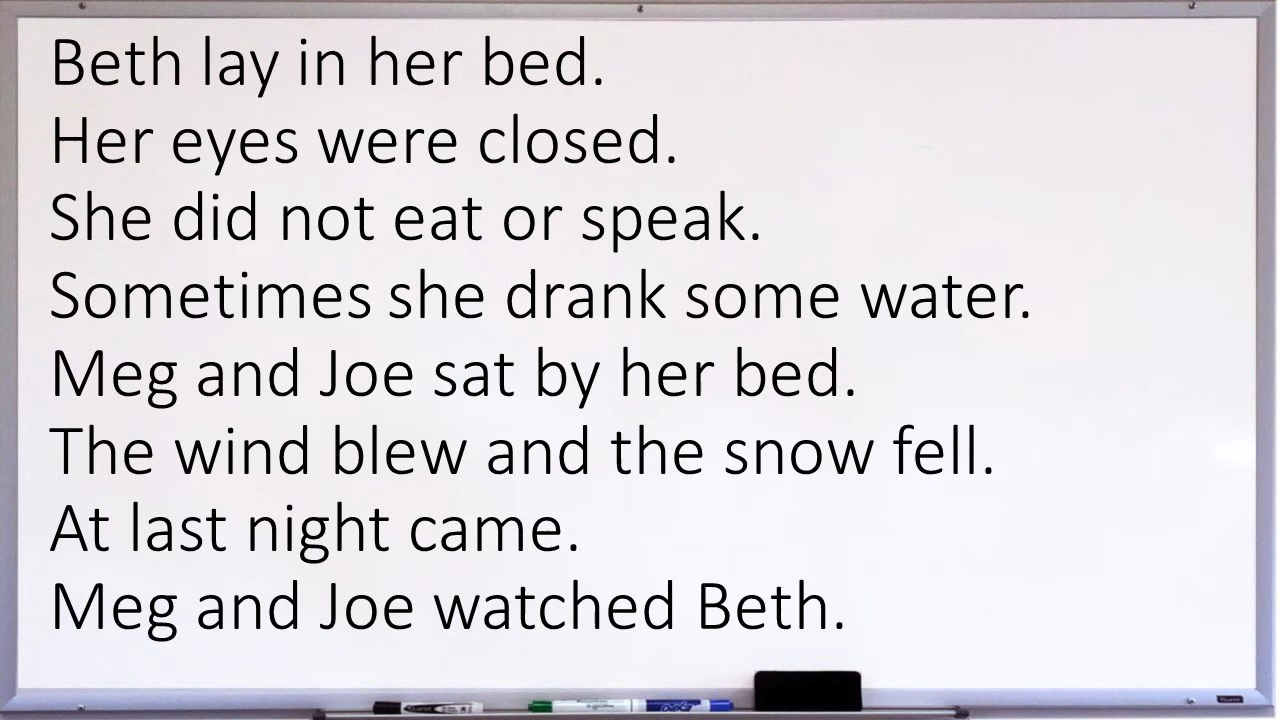 Beth lay in her bed.
Her eyes were closed.
She did not eat or speak.
Sometimes she drank some water.
Meg and Joe sat by her bed.
The wind blew and the snow fell.
At last night came.
Meg and Joe watched Beth.